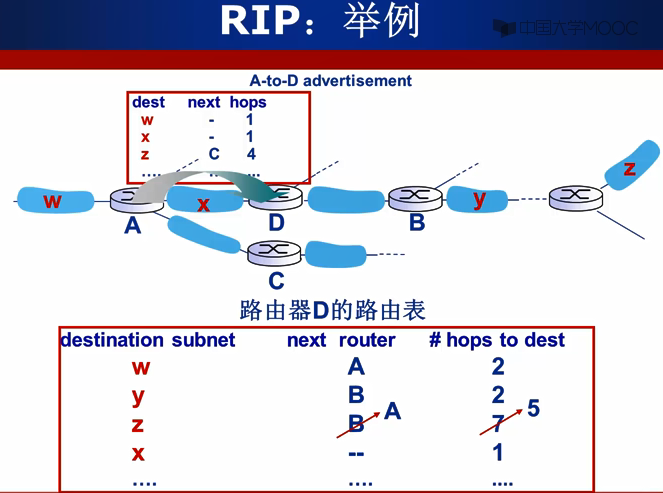 RIP：举例
中国大学MOOC
A-to-D advertisement
dest next hops
w - 1
x - 1
z C 4
…. … ...
w
x
y
z
A
D
B
C
路由器D的路由表
destination subnet next router # hops to dest
w A 2
y B 2
z B A 7 5
x -- 1
…. …. ....